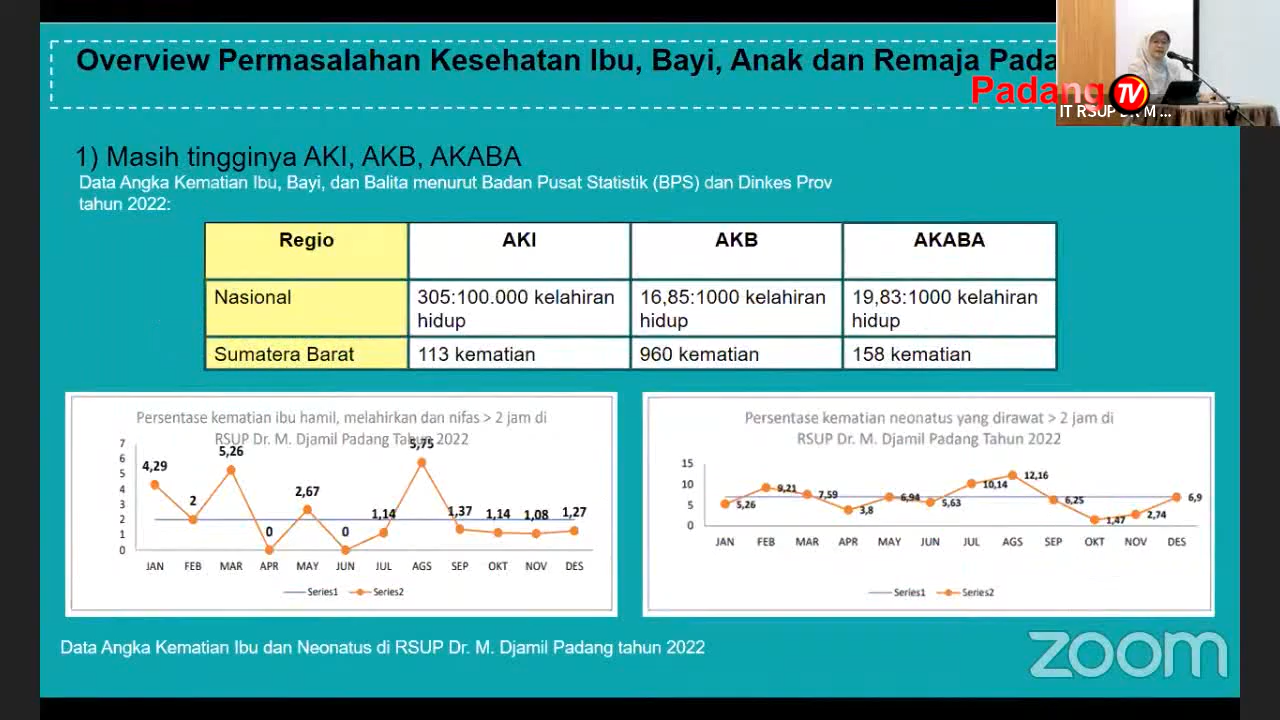 Overview Permasalahan Kesehatan Ibu, Bayi, Anak dan Remaja Pada
Padang TV
IT RSUP DR M ...
1) Masih tingginya AKI, AKB, AKABA
Data Angka Kematian Ibu, Bayi, dan Balita menurut Badan Pusat Statistik (BPS) dan Dinkes Prov
tahun 2022:
Regio AKI AKB AKABA
Nasional 305:100.000 kelahiran hidup 16,85:1000 kelahiran hidup 19,83:1000 kelahiran hidup
Sumatera Barat 113 kematian 960 kematian 158 kematian
Persentase kematian ibu hamil, melahirkan dan nifas > 2 jam di
RSUP Dr. M. Djamil Padang Tahun 2022
7
6
5
4
3
2
1
0
4,29 2 5,26 0 2,67 0 1,14 5,75 1,37 1,14 1,08 1,27
JAN FEB MAR APR MAY JUN JUL AGS SEP OKT NOV DES
Series1 Series2
Persentase kematian neonatus yang dirawat > 2 jam di
RSUP Dr. M. Djamil Padang Tahun 2022
15
10
5
0
5,26 9,21 7,59 3,8 6,94 5,63 10,14 12,16 6,25 1,47 2,74 6,9
JAN FEB MAR APR MAY JUN JUL AGS SEP OKT NOV DES
Series1 Series2
Data Angka Kematian Ibu dan Neonatus di RSUP Dr. M. Djamil Padang tahun 2022
zoom